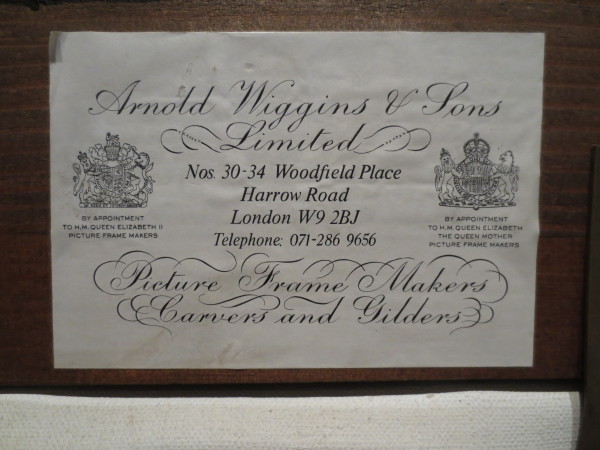 Arnold Wiggins & Sons
Limited
Nos. 30-34 Woodfield Place
Harrow Road
London W9 2BJ
Telephone: 071-286 9656
BY APPOINTMENT
TO H.M. QUEEN ELIZABETH II
PICTURE FRAME MAKERS
BY APPOINTMENT
TO H.M. QUEEN ELIZABETH
THE QUEEN MOTHER
PICTURE FRAME MAKERS
Picture Frame Makers
Carvers and Gilders